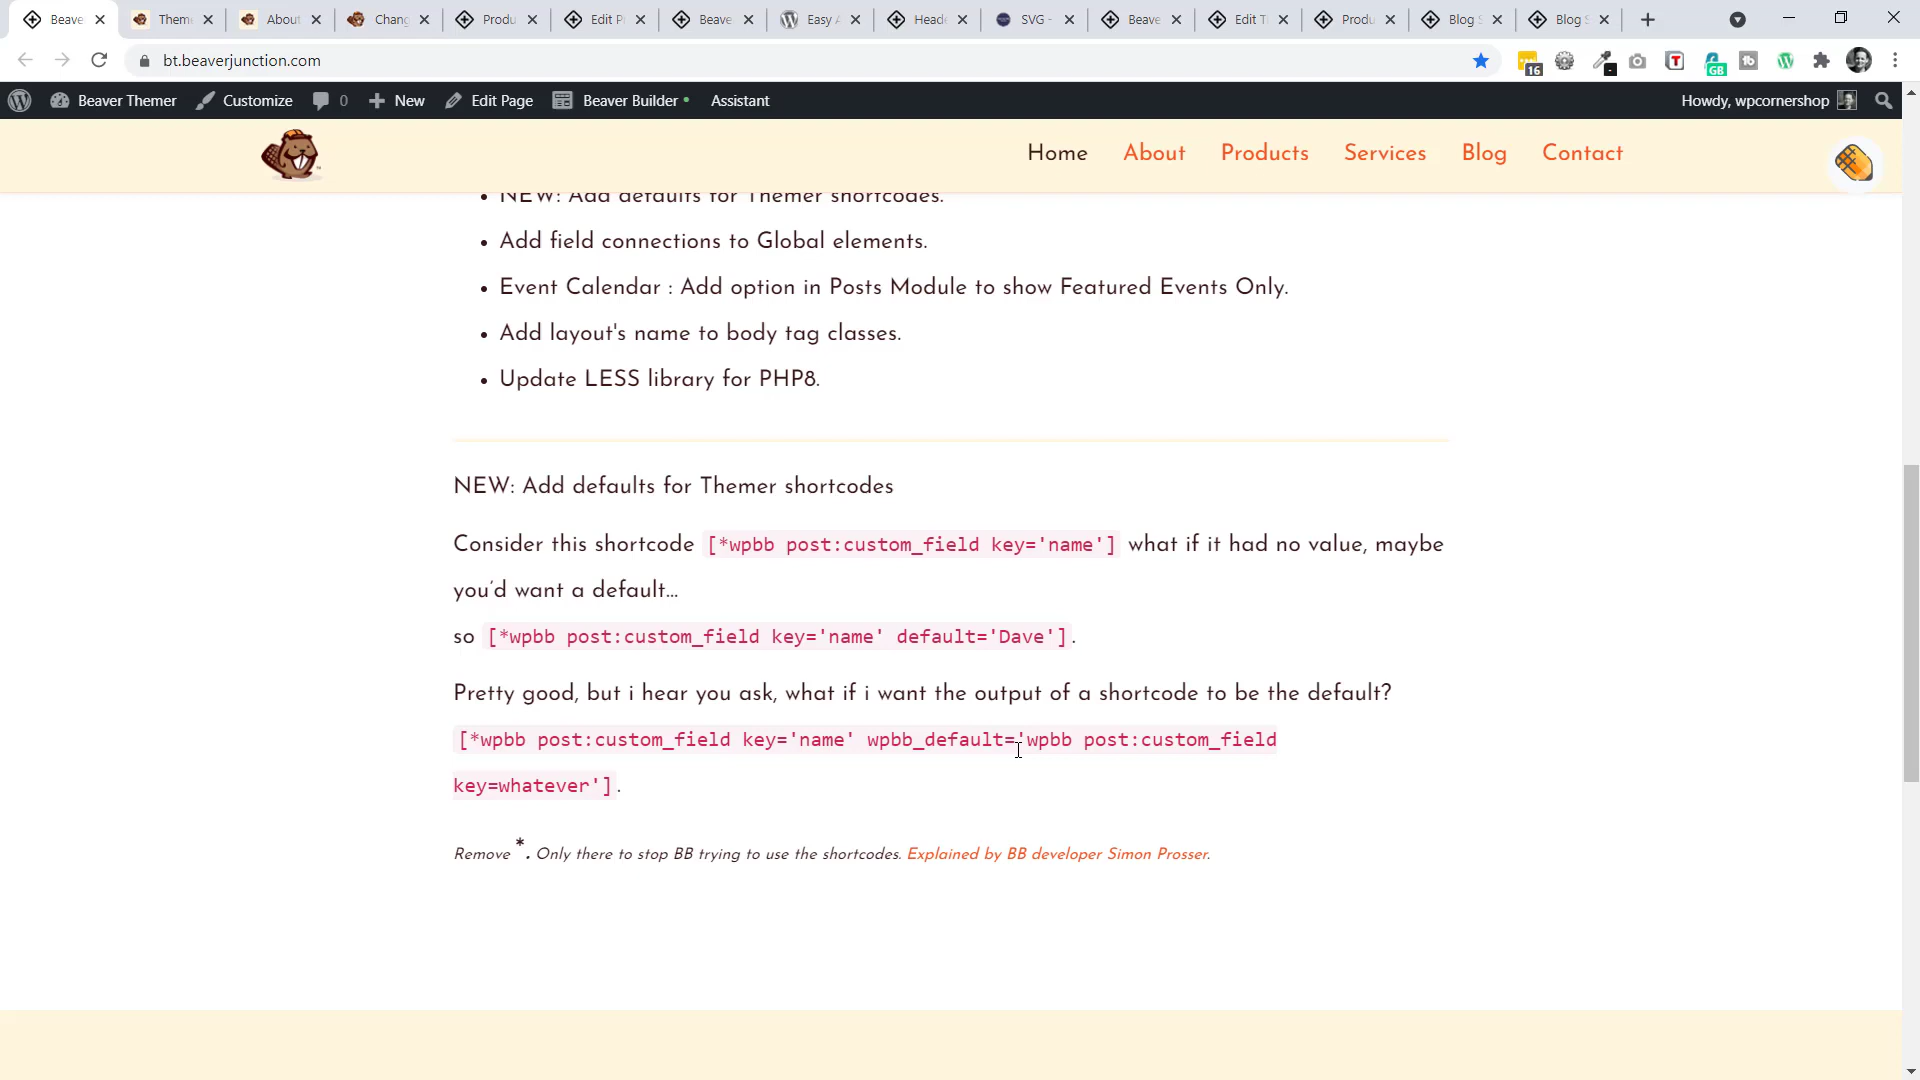 Beave
Them
About
Chang
Produ
Edit P
Beave
Easy A
Head
SVG -
Beave
Edit T
Produ
Blog S
Blog S
bt.beaverjunction.com
16
GB
Beaver Themer
Customize
0
New
Edit Page
Beaver Builder
Assistant
Howdy, wpcornershop
Home
About
Products
Services
Blog
Contact
• NEW: Add defaults for Themer shortcodes.
• Add field connections to Global elements.
• Event Calendar : Add option in Posts Module to show Featured Events Only.
• Add layout's name to body tag classes.
• Update LESS library for PHP8.
NEW: Add defaults for Themer shortcodes
Consider this shortcode [*wpbb post:custom_field key='name'] what if it had no value, maybe
you'd want a default...
so [*wpbb post:custom_field key='name' default='Dave'].
Pretty good, but i hear you ask, what if i want the output of a shortcode to be the default?
[*wpbb post:custom_field key='name' wpbb_default='wpbb post:custom_field
key=whatever'].
Remove *. Only there to stop BB trying to use the shortcodes. Explained by BB developer Simon Prosser.